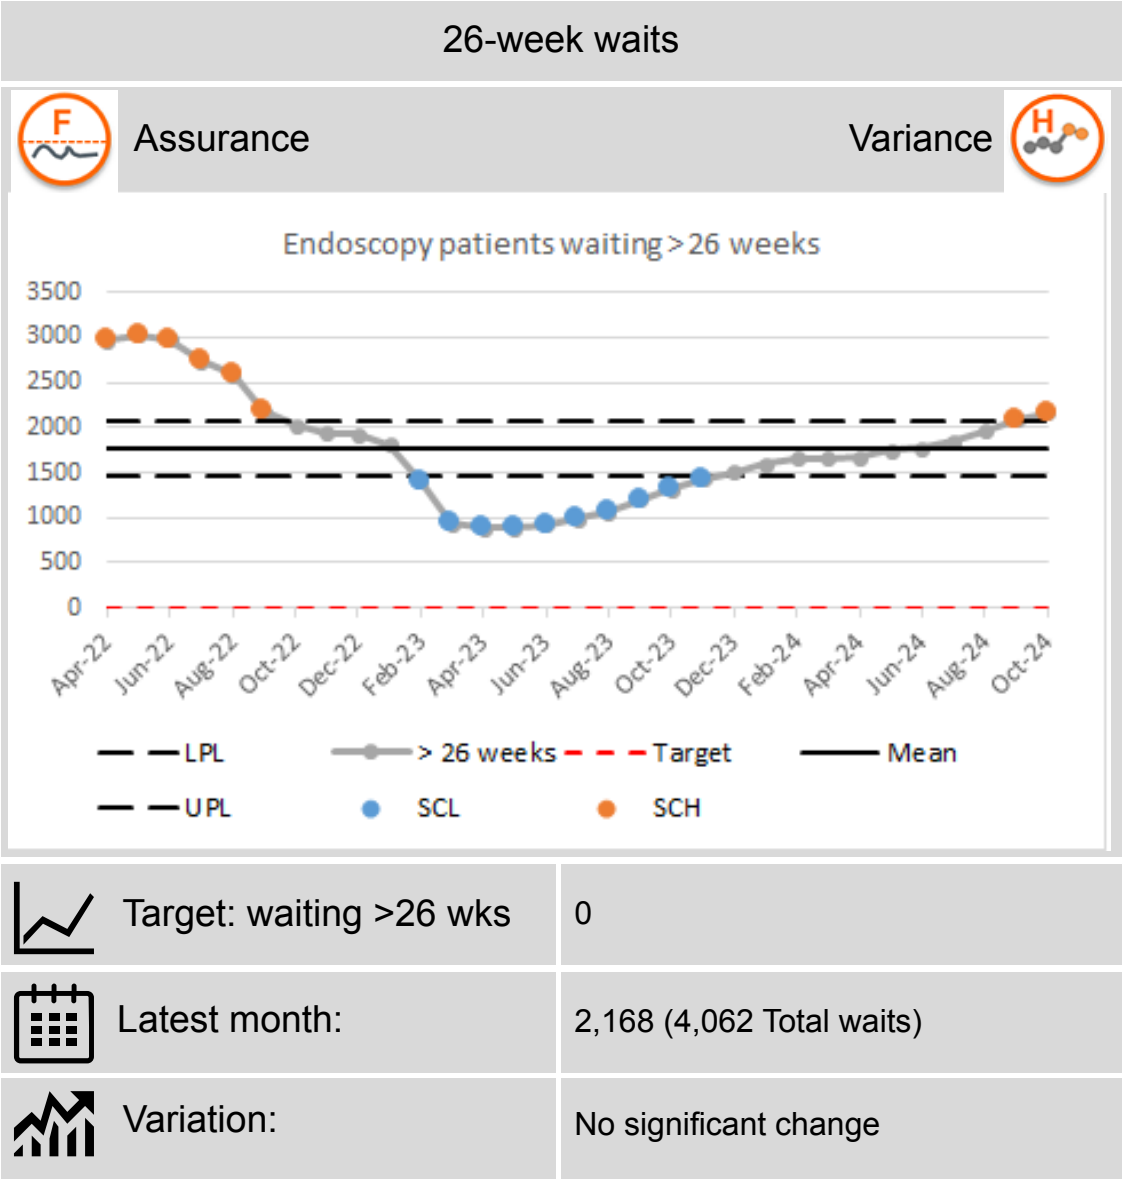 26-week waits
F
Assurance
Variance
H
Endoscopy patients waiting > 26 weeks
3500
3000
2500
2000
1500
1000
500
0
Apr-22
Jun-22
Aug-22
Oct-22
Dec-22
Feb-23
Apr-23
Jun-23
Aug-23
Oct-23
Dec-23
Feb-24
Apr-24
Jun-24
Aug-24
Oct-24
LPL
> 26 weeks
Target
Mean
UPL
SCL
SCH
Target: waiting >26 wks
0
Latest month:
2,168 (4,062 Total waits)
Variation:
No significant change